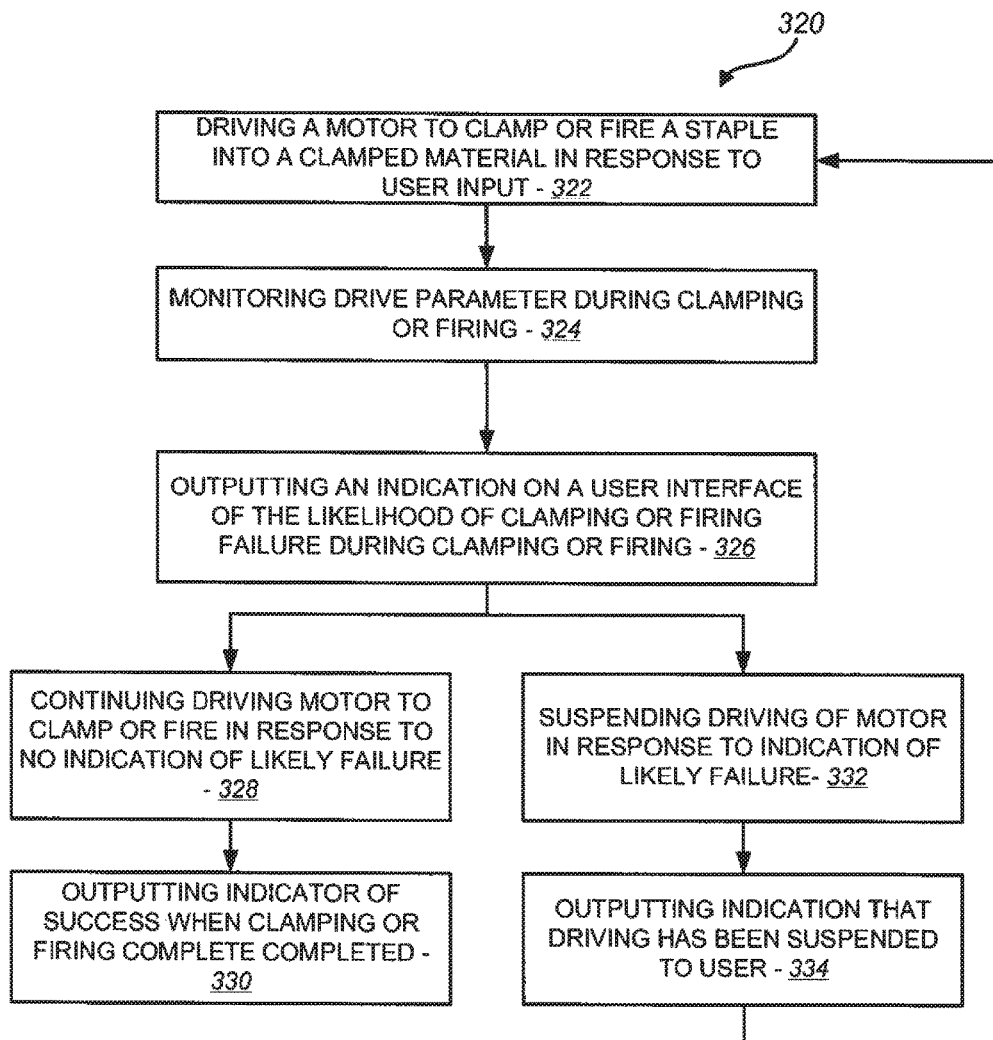 320
DRIVING A MOTOR TO CLAMP OR FIRE A STAPLE
INTO A CLAMPED MATERIAL IN RESPONSE TO
USER INPUT - 322
MONITORING DRIVE PARAMETER DURING CLAMPING
OR FIRING - 324
OUTPUTTING AN INDICATION ON A USER INTERFACE
OF THE LIKELIHOOD OF CLAMPING OR FIRING
FAILURE DURING CLAMPING OR FIRING - 326
CONTINUING DRIVING MOTOR TO
CLAMP OR FIRE IN RESPONSE TO
NO INDICATION OF LIKELY FAILURE
- 328
SUSPENDING DRIVING OF MOTOR
IN RESPONSE TO INDICATION OF
LIKELY FAILURE- 332
OUTPUTTING INDICATOR OF
SUCCESS WHEN CLAMPING OR
FIRING COMPLETE COMPLETED -
330
OUTPUTTING INDICATION THAT
DRIVING HAS BEEN SUSPENDED
TO USER - 334